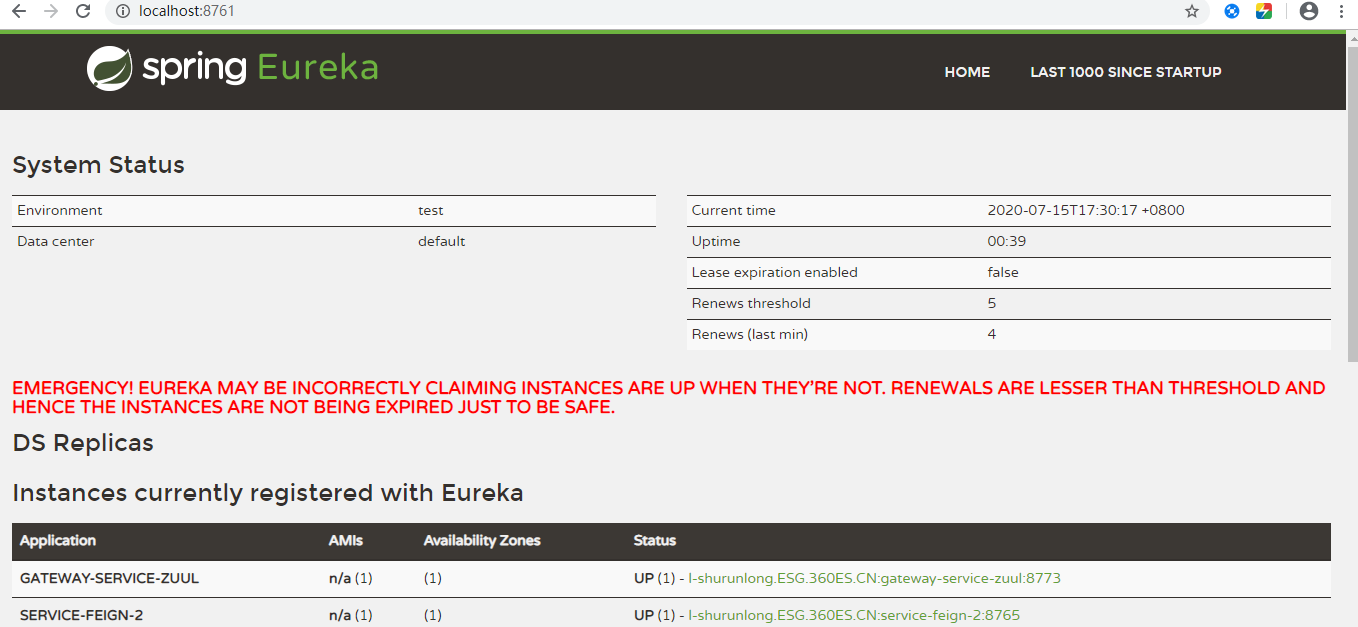 localhost:8761
spring Eureka
HOME LAST 1000 SINCE STARTUP
System Status
Environment test
Data center default
Current time 2020-07-15T17:30:17 +0800
Uptime 00:39
Lease expiration enabled false
Renews threshold 5
Renews (last min) 4
EMERGENCY! EUREKA MAY BE INCORRECTLY CLAIMING INSTANCES ARE UP WHEN THEY'RE NOT. RENEWALS ARE LESSER THAN THRESHOLD AND
HENCE THE INSTANCES ARE NOT BEING EXPIRED JUST TO BE SAFE.
DS Replicas
Instances currently registered with Eureka
Application AMIs Availability Zones Status
GATEWAY-SERVICE-ZUUL n/a (1) (1) UP (1) - l-shurunlong.ESG.360ES.CN:gateway-service-zuul:8773
SERVICE-FEIGN-2 n/a (1) (1) UP (1) - l-shurunlong.ESG.360ES.CN:service-feign-2:8765